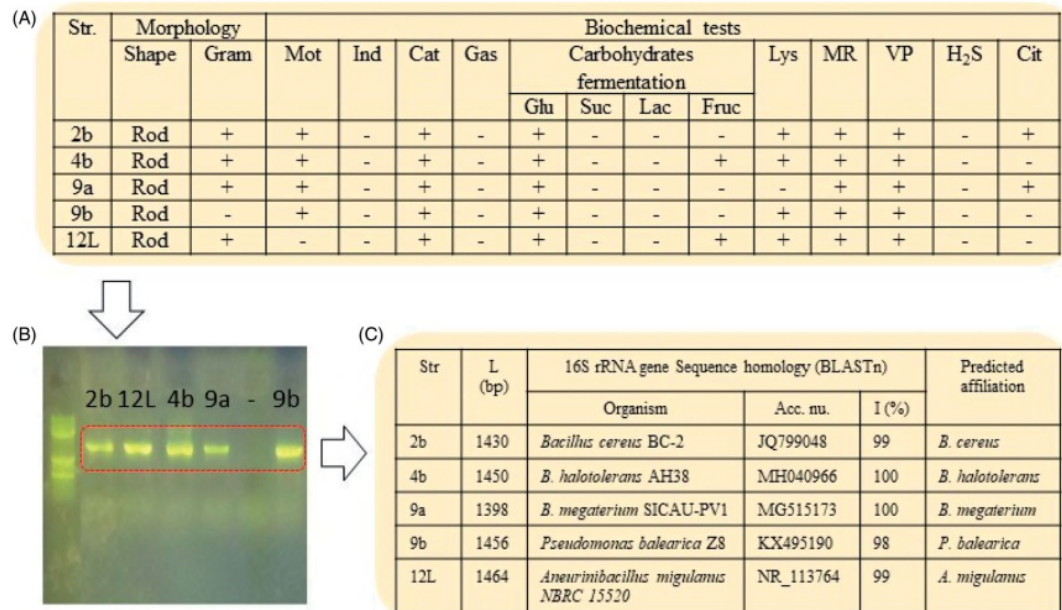 (A)
Str. Morphology Biochemical tests
Shape Gram Mot Ind Cat Gas Carbohydrates fermentation Lys MR VP H₂S Cit
Glu Suc Lac Fruc
2b Rod + + - + - + - - - + + + - +
4b Rod + + - + - + - - + + + + - -
9a Rod + + - + - + - - - - + + - +
9b Rod - + - + - + - - - + + + - -
12L Rod + - - + - + - - + + + + - -
(B)
2b 12L 4b 9a - 9b
(C)
Str L (bp) 16S rRNA gene Sequence homology (BLASTn) Predicted affiliation
Organism Acc. nu. I (%)
2b 1430 Bacillus cereus BC-2 JQ799048 99 B. cereus
4b 1450 B. halotolerans AH38 MH040966 100 B. halotolerans
9a 1398 B. megaterium SICAU-PV1 MG515173 100 B. megaterium
9b 1456 Pseudomonas balearica Z8 KX495190 98 P. balearica
12L 1464 Aneurinibacillus migulanus NBRC 15520 NR_113764 99 A. migulanus